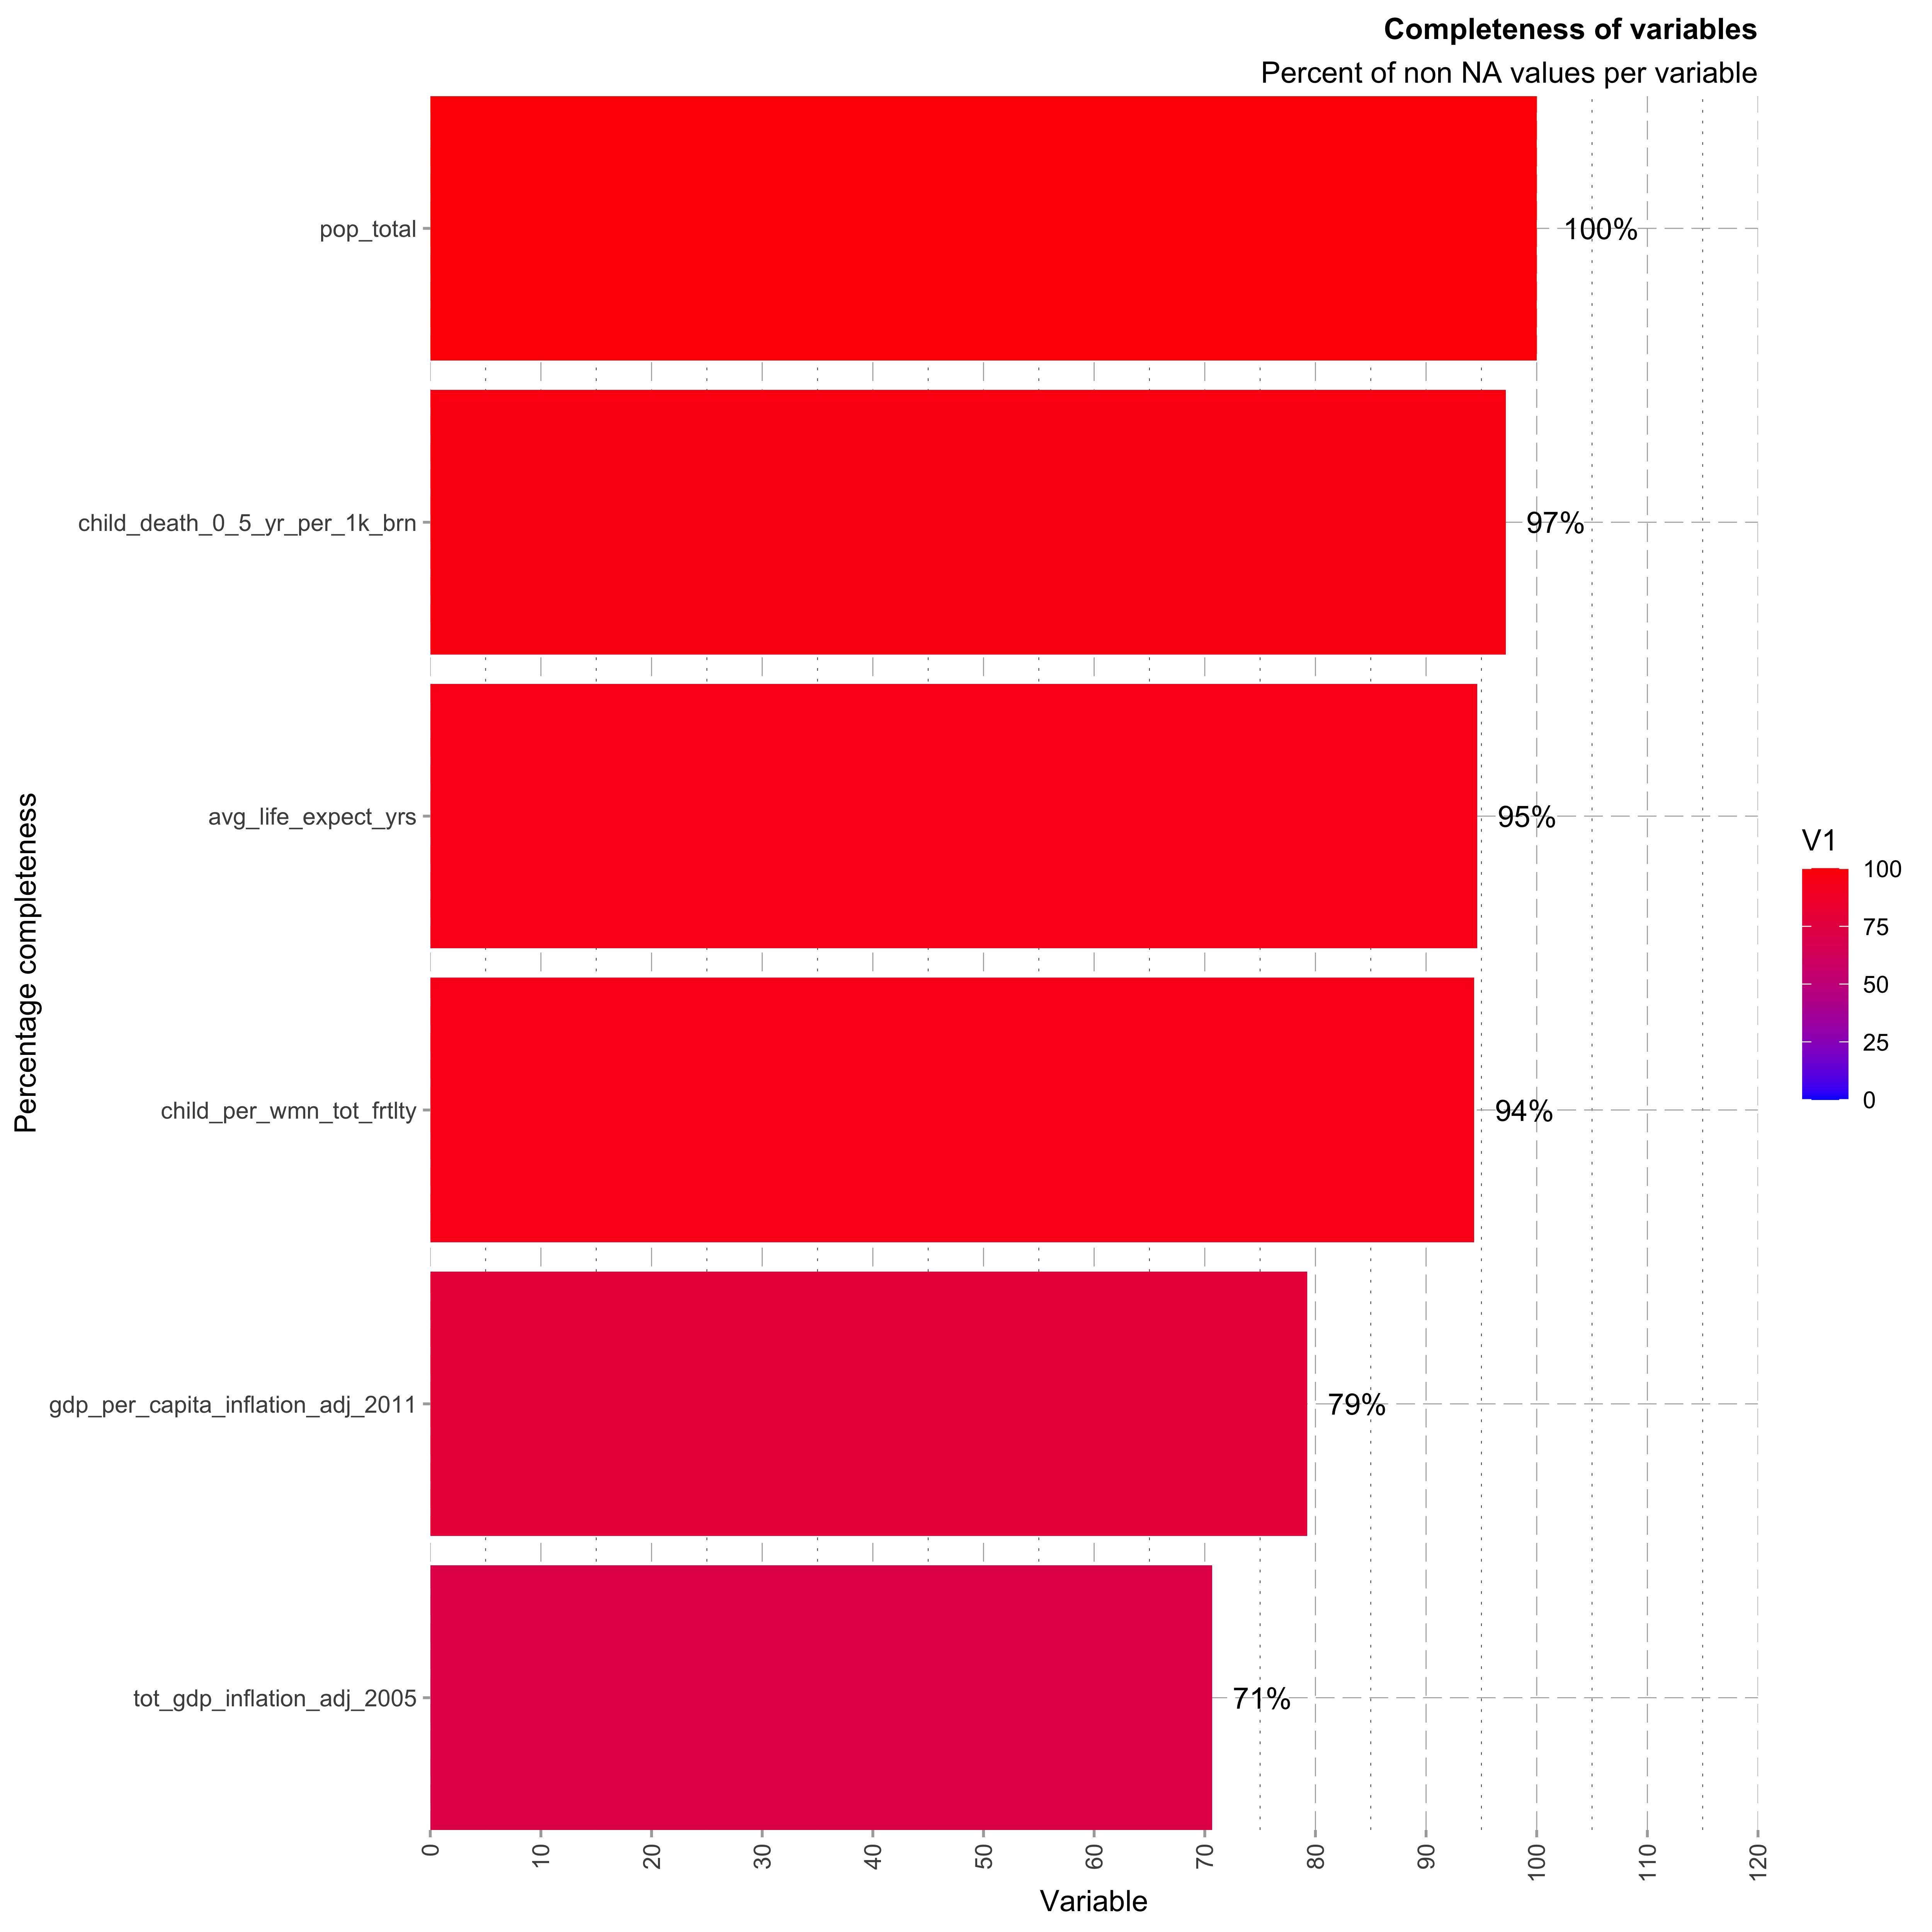 Completeness of variables
Percent of non NA values per variable
Percentage completeness
pop_total
100%
child_death_0_5_yr_per_1k_brn
97%
avg_life_expect_yrs
95%
child_per_wmn_tot_frtlty
94%
gdp_per_capita_inflation_adj_2011
79%
tot_gdp_inflation_adj_2005
71%
0 10 20 30 40 50 60 70 80 90 100 110 120
Variable
V1
100
75
50
25
0